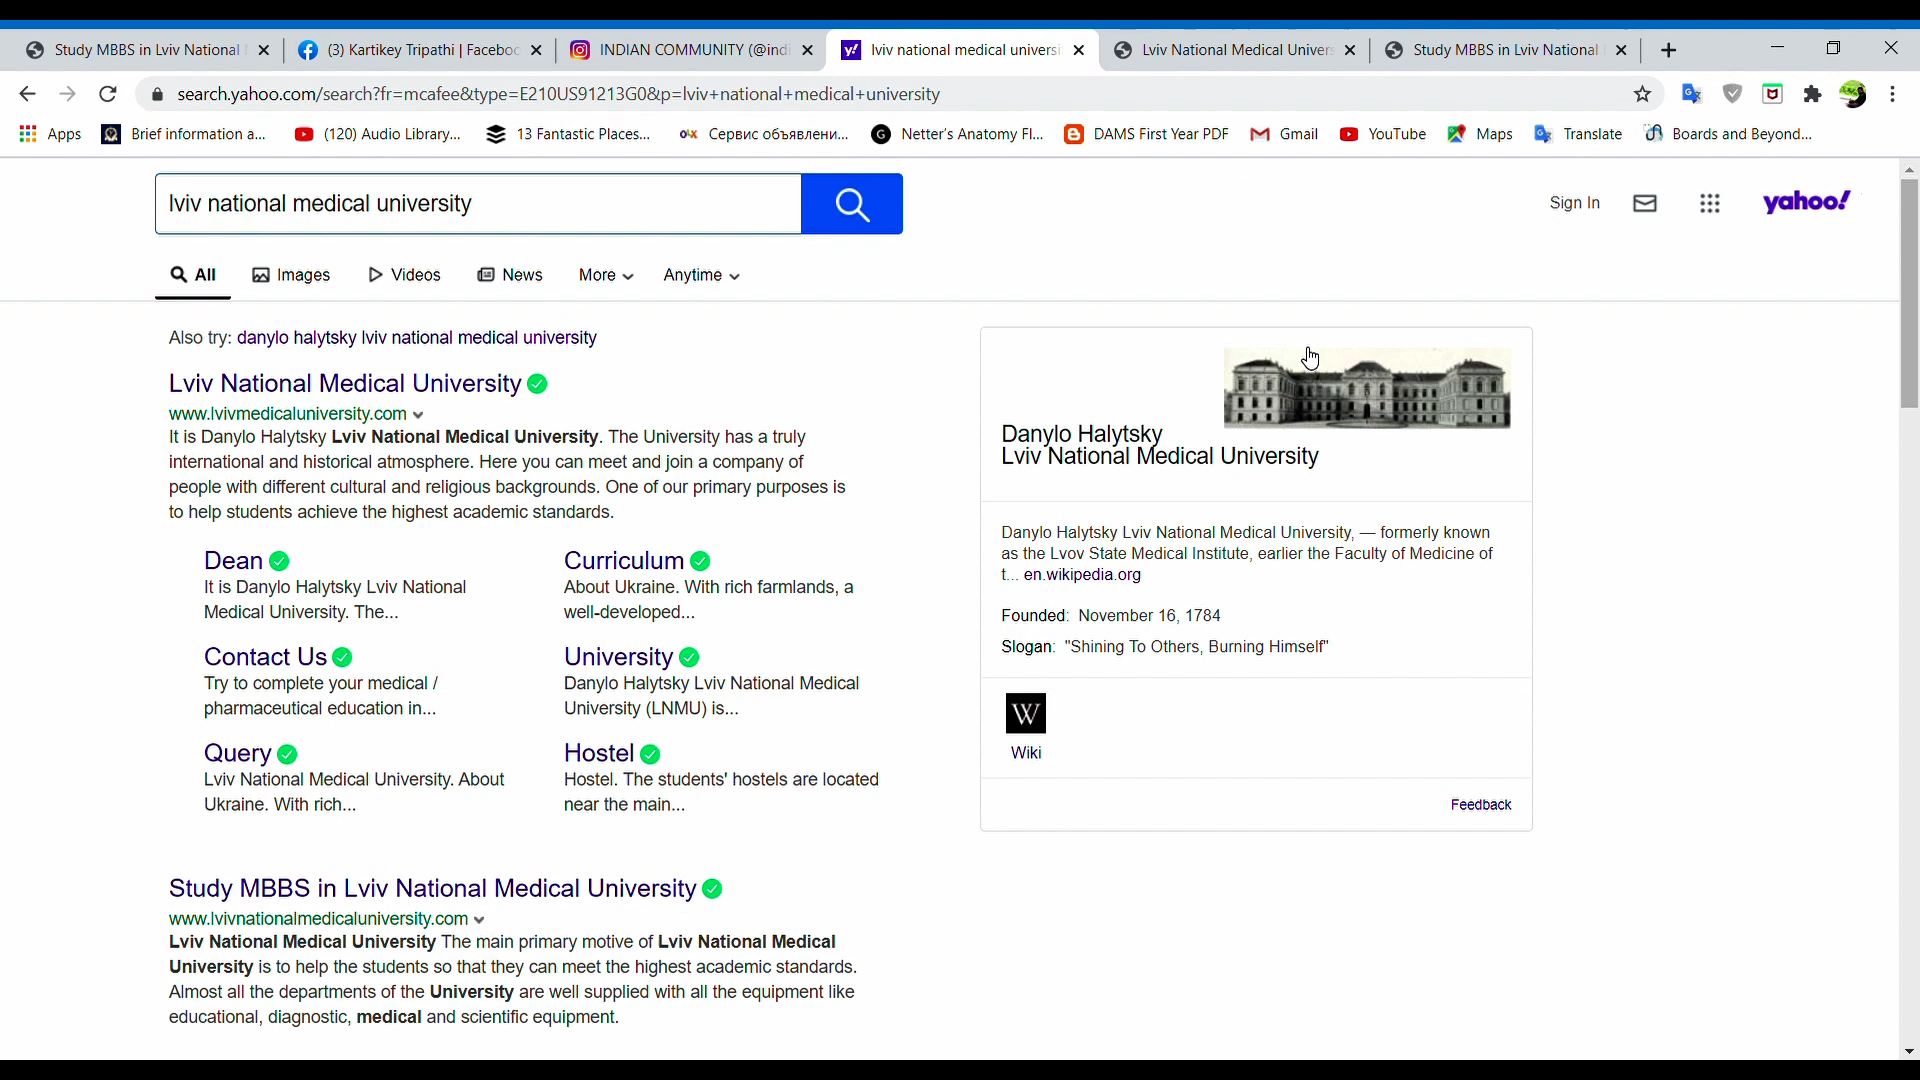 Study MBBS in Lviv National
(3) Kartikey Tripathi | Faceboo
INDIAN COMMUNITY (@indi
lviv national medical universi
Lviv National Medical Univers
Study MBBS in Lviv National
search.yahoo.com/search?fr=mcafee&type=E210US91213G0&p=lviv+national+medical+university
Apps
Brief information a...
(120) Audio Library...
13 Fantastic Places...
Сервис объявлени...
Netter's Anatomy Fl...
DAMS First Year PDF
Gmail
YouTube
Maps
Translate
Boards and Beyond...
lviv national medical university
Sign In
yahoo!
All
Images
Videos
News
More
Anytime
Also try: danylo halytsky lviv national medical university
Lviv National Medical University
www.lvivmedicaluniversity.com
It is Danylo Halytsky Lviv National Medical University. The University has a truly
international and historical atmosphere. Here you can meet and join a company of
people with different cultural and religious backgrounds. One of our primary purposes is
to help students achieve the highest academic standards.
Dean
It is Danylo Halytsky Lviv National
Medical University. The...
Curriculum
About Ukraine. With rich farmlands, a
well-developed...
Contact Us
Try to complete your medical /
pharmaceutical education in...
University
Danylo Halytsky Lviv National Medical
University (LNMU) is...
Query
Lviv National Medical University. About
Ukraine. With rich...
Hostel
Hostel. The students' hostels are located
near the main...
Study MBBS in Lviv National Medical University
www.lvivnationalmedicaluniversity.com
Lviv National Medical University The main primary motive of Lviv National Medical
University is to help the students so that they can meet the highest academic standards.
Almost all the departments of the University are well supplied with all the equipment like
educational, diagnostic, medical and scientific equipment.
Danylo Halytsky
Lviv National Medical University
Danylo Halytsky Lviv National Medical University, — formerly known
as the Lvov State Medical Institute, earlier the Faculty of Medicine of
t... en.wikipedia.org
Founded: November 16, 1784
Slogan: "Shining To Others, Burning Himself"
W
Wiki
Feedback